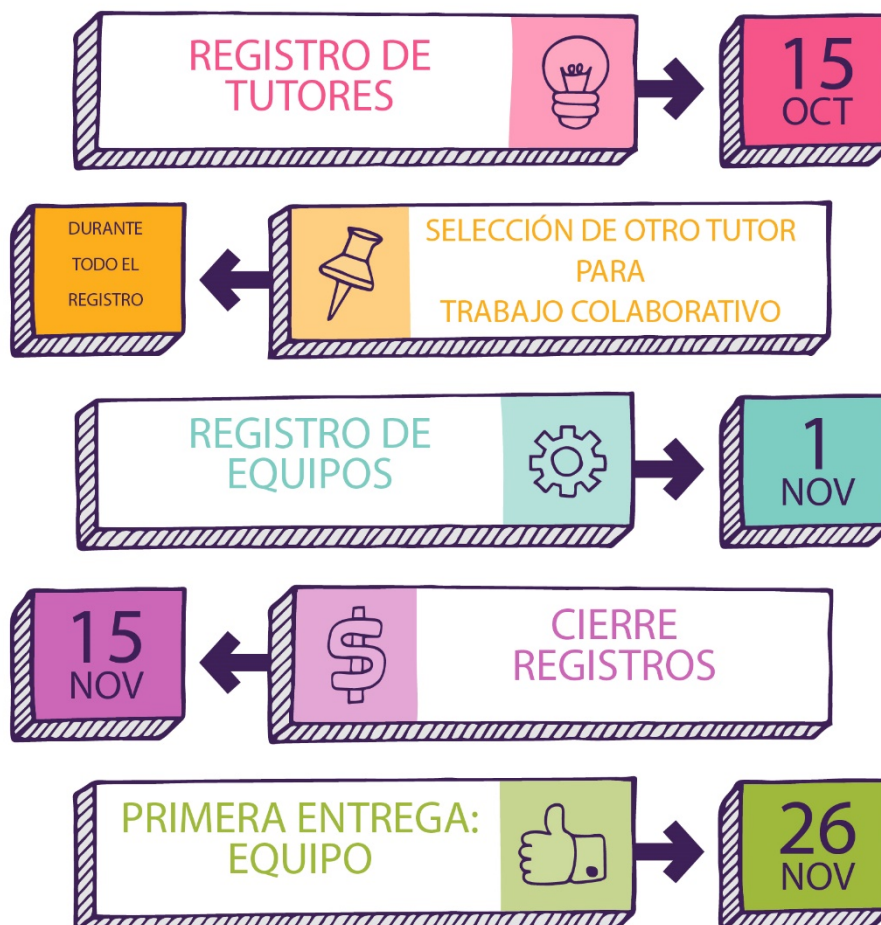 REGISTRO DE
TUTORES
15
OCT
DURANTE
TODO EL
REGISTRO
SELECCIÓN DE OTRO TUTOR
PARA
TRABAJO COLABORATIVO
REGISTRO DE
EQUIPOS
1
NOV
15
NOV
CIERRE
REGISTROS
PRIMERA ENTREGA:
EQUIPO
26
NOV